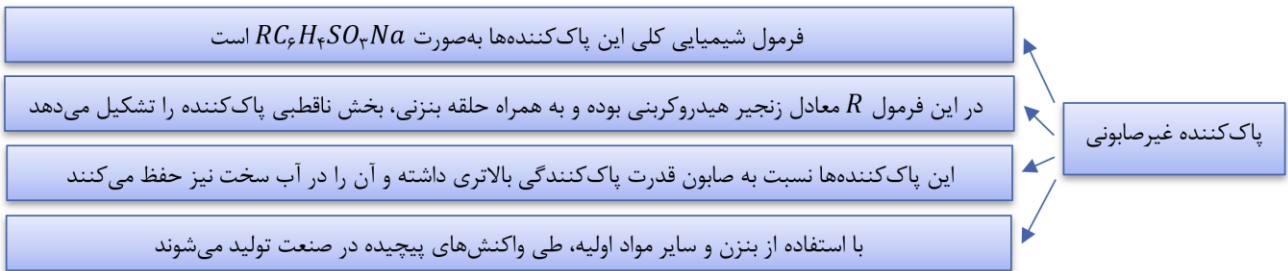 پاک‌کننده غیرصابونی
فرمول شیمیایی کلی این پاک‌کننده‌ها به‌صورت RC₆H₄SO₃Na است
در این فرمول R معادل زنجیر هیدروکربنی بوده و به همراه حلقه بنزنی، بخش ناقطبی پاک‌کننده را تشکیل می‌دهد
این پاک‌کننده‌ها نسبت به صابون قدرت پاک‌کنندگی بالاتری داشته و آن را در آب سخت نیز حفظ می‌کنند
با استفاده از بنزن و سایر مواد اولیه، طی واکنش‌های پیچیده در صنعت تولید می‌شوند